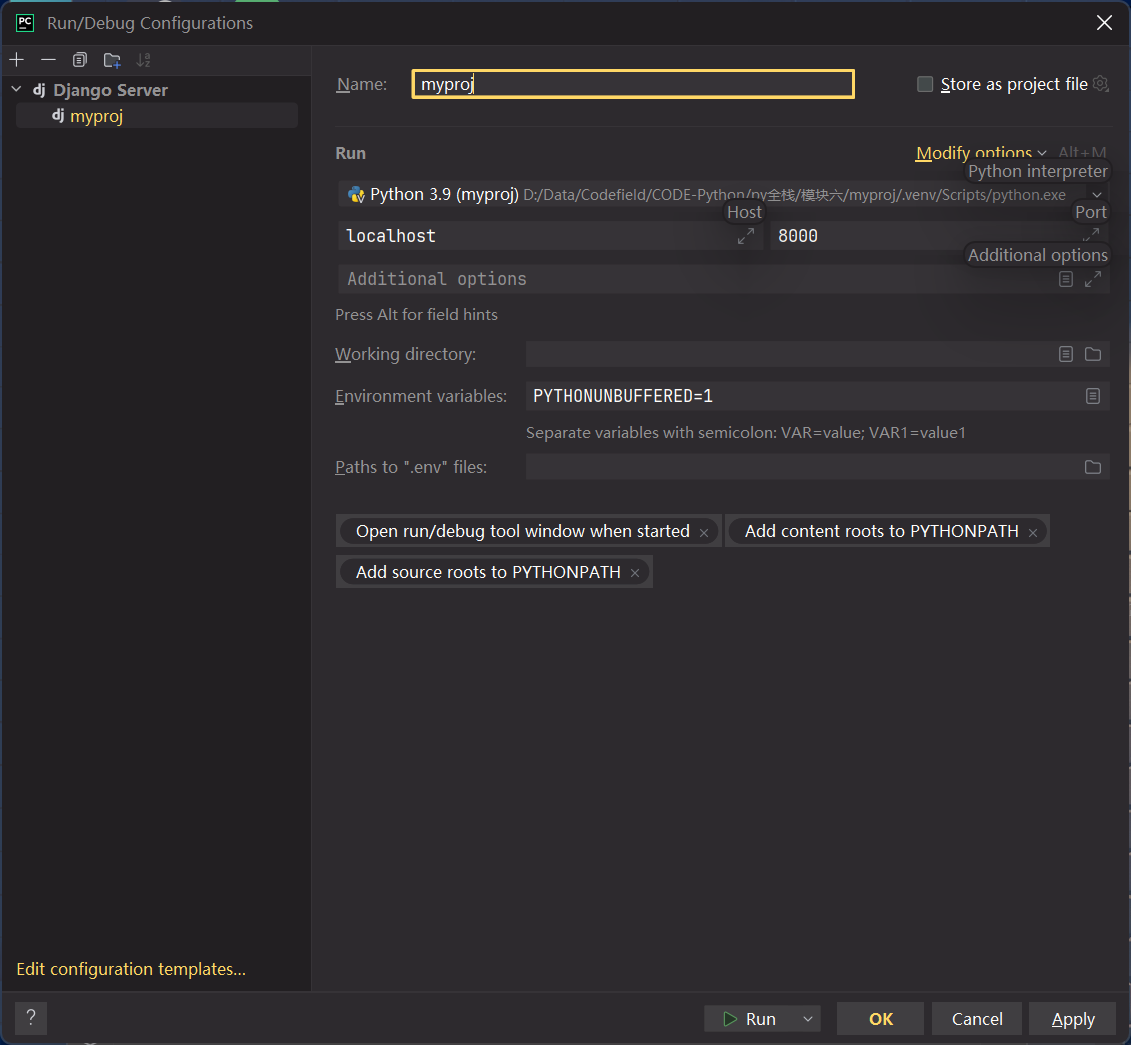 PC
Run/Debug Configurations
Name: myproj Store as project file
Django Server
myproj
Run
Modify options Alt+M
Python interpreter
Python 3.9 (myproj) D:/Data/Codefield/CODE-Python/py全栈/模块六/myproj/.venv/Scripts/python.exe
Host Port
localhost 8000
Additional options
Additional options
Press Alt for field hints
Working directory:
Environment variables: PYTHONUNBUFFERED=1
Separate variables with semicolon: VAR=value; VAR1=value1
Paths to ".env" files:
Open run/debug tool window when started × Add content roots to PYTHONPATH ×
Add source roots to PYTHONPATH ×
Edit configuration templates...
? Run OK Cancel Apply